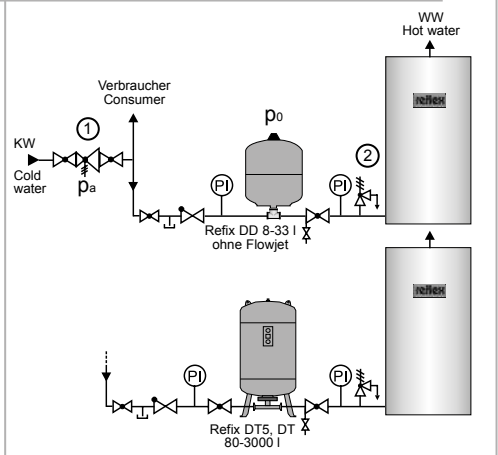 WW
Hot water
Verbraucher
Consumer
reflex
1
p₀
KW
2
Cold
water
pa
PI
PI
Refix DD 8-33 l
ohne Flowjet
reflex
PI
PI
Refix DT5, DT
80-3000 l